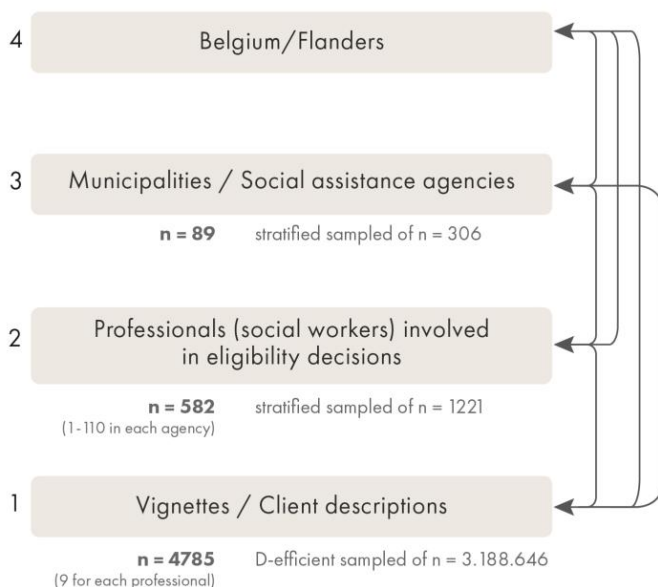 4
Belgium/Flanders
3
Municipalities / Social assistance agencies
n = 89 stratified sampled of n = 306
2
Professionals (social workers) involved
in eligibility decisions
n = 582 stratified sampled of n = 1221
(1-110 in each agency)
1
Vignettes / Client descriptions
n = 4785 D-efficient sampled of n = 3.188.646
(9 for each professional)